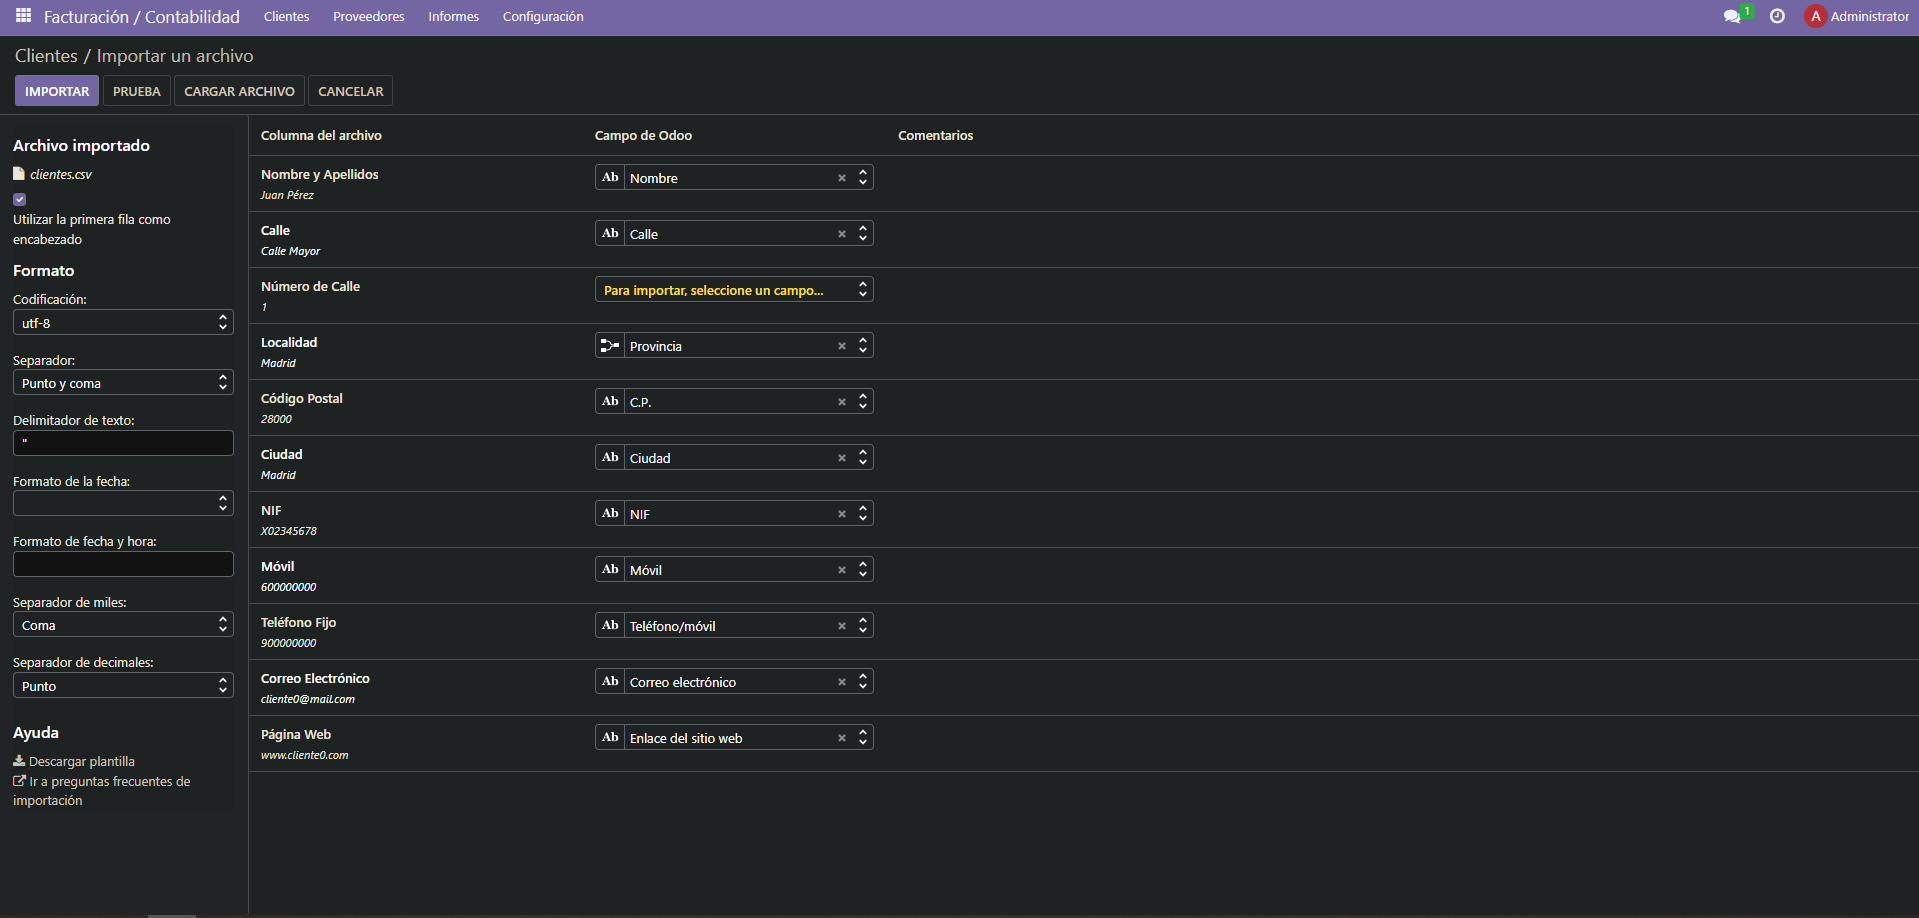 Facturación / Contabilidad Clientes Proveedores Informes Configuración 1 A Administrator
Clientes / Importar un archivo
IMPORTAR PRUEBA CARGAR ARCHIVO CANCELAR
Archivo importado
clientes.csv
Utilizar la primera fila como
encabezado
Formato
Codificación:
utf-8
Separador:
Punto y coma
Delimitador de texto:
"
Formato de la fecha:
Formato de fecha y hora:
Separador de miles:
Coma
Separador de decimales:
Punto
Ayuda
Descargar plantilla
Ir a preguntas frecuentes de
importación
Columna del archivo Campo de Odoo Comentarios
Nombre y Apellidos
Juan Pérez
Ab Nombre
Calle
Calle Mayor
Ab Calle
Número de Calle
1
Para importar, seleccione un campo...
Localidad
Madrid
Provincia
Código Postal
28000
Ab C.P.
Ciudad
Madrid
Ab Ciudad
NIF
X02345678
Ab NIF
Móvil
600000000
Ab Móvil
Teléfono Fijo
900000000
Ab Teléfono/móvil
Correo Electrónico
cliente0@mail.com
Ab Correo electrónico
Página Web
www.cliente0.com
Ab Enlace del sitio web